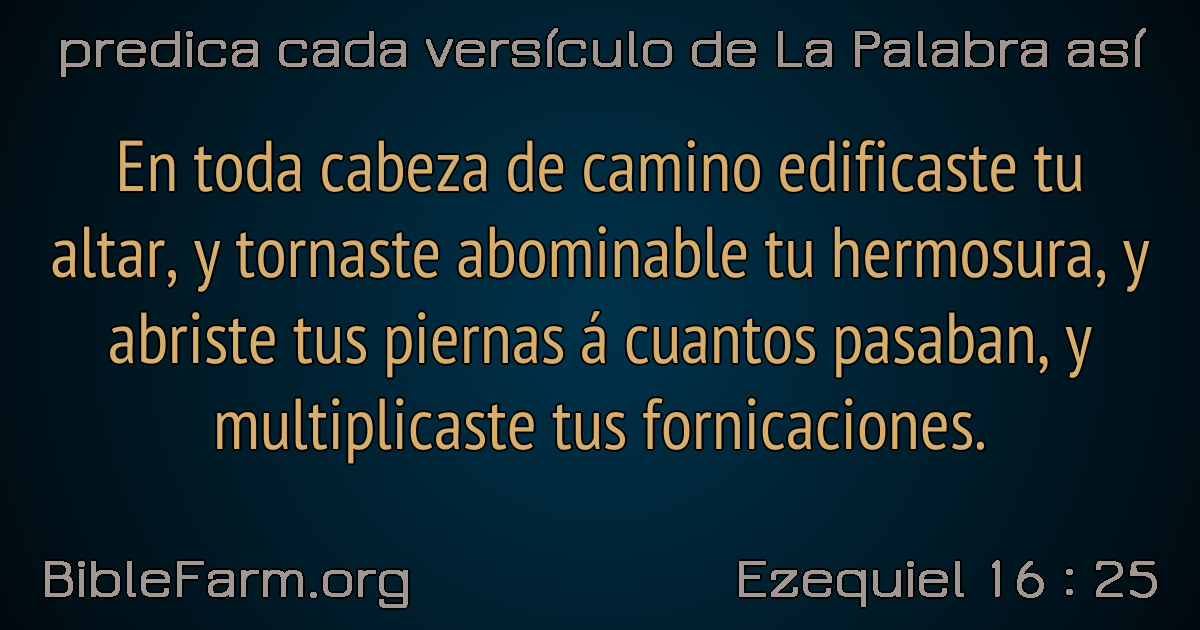 predica cada versículo de La Palabra así
En toda cabeza de camino edificaste tu
altar, y tornaste abominable tu hermosura, y
abriste tus piernas á cuantos pasaban, y
multiplicaste tus fornicaciones.
BibleFarm.org
Ezequiel 16 : 25